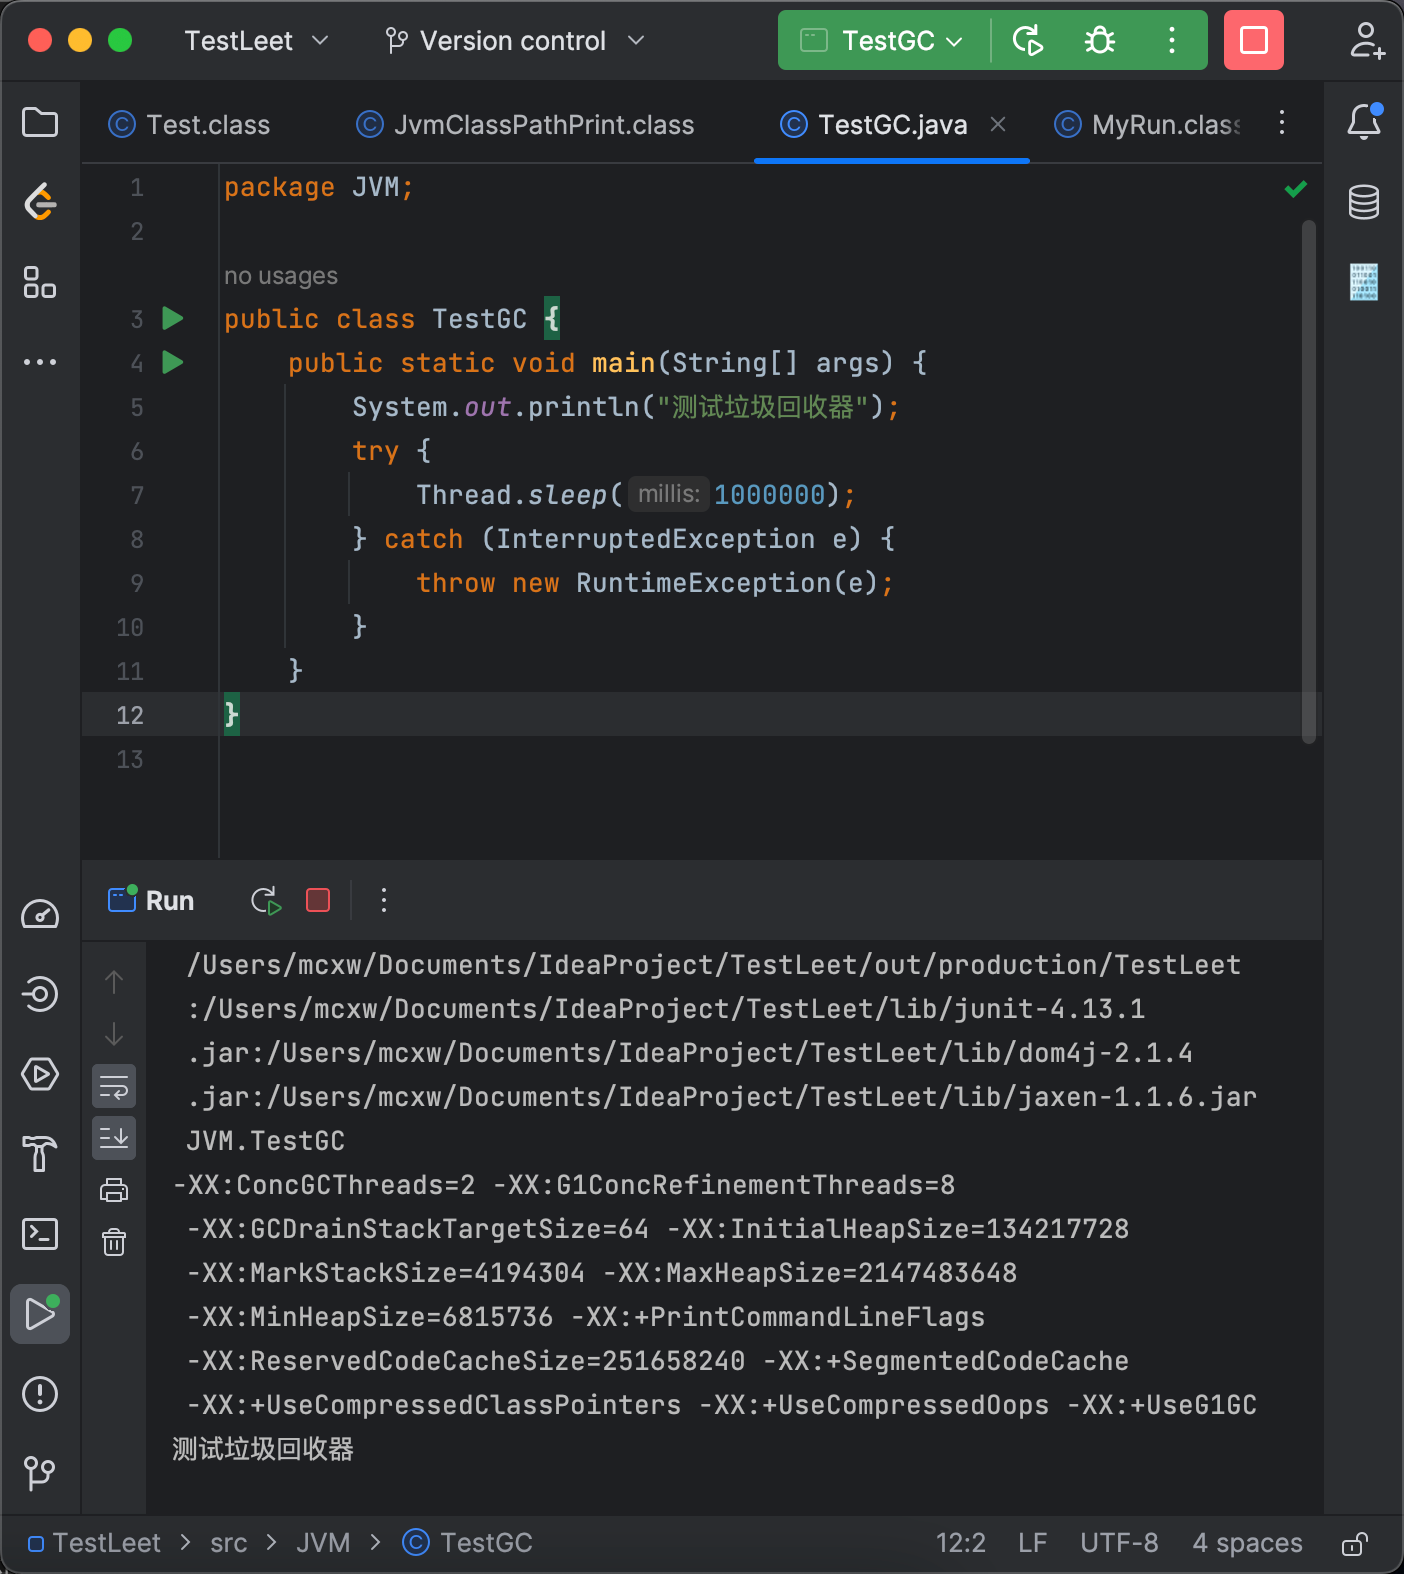 TestLeet
Version control
TestGC
Test.class
JvmClassPathPrint.class
TestGC.java
MyRun.class
1 package JVM;
2
no usages
3 public class TestGC {
4 public static void main(String[] args) {
5 System.out.println("测试垃圾回收器");
6 try {
7 Thread.sleep( millis: 1000000);
8 } catch (InterruptedException e) {
9 throw new RuntimeException(e);
10 }
11 }
12 }
13
Run
/Users/mcxw/Documents/IdeaProject/TestLeet/out/production/TestLeet
:/Users/mcxw/Documents/IdeaProject/TestLeet/lib/junit-4.13.1
.jar:/Users/mcxw/Documents/IdeaProject/TestLeet/lib/dom4j-2.1.4
.jar:/Users/mcxw/Documents/IdeaProject/TestLeet/lib/jaxen-1.1.6.jar
JVM.TestGC
-XX:ConcGCThreads=2 -XX:G1ConcRefinementThreads=8
-XX:GCDrainStackTargetSize=64 -XX:InitialHeapSize=134217728
-XX:MarkStackSize=4194304 -XX:MaxHeapSize=2147483648
-XX:MinHeapSize=6815736 -XX:+PrintCommandLineFlags
-XX:ReservedCodeCacheSize=251658240 -XX:+SegmentedCodeCache
-XX:+UseCompressedClassPointers -XX:+UseCompressedOops -XX:+UseG1GC
测试垃圾回收器
TestLeet > src > JVM > TestGC
12:2 LF UTF-8 4 spaces